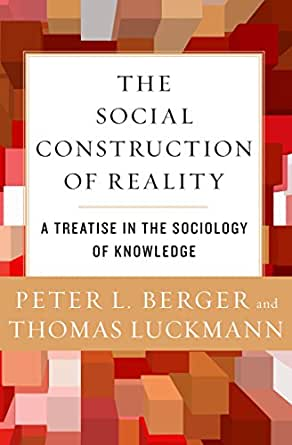 THE
SOCIAL
CONSTRUCTION
OF REALITY
A TREATISE IN THE SOCIOLOGY
OF KNOWLEDGE
PETER L. BERGER and
THOMAS LUCKMANN